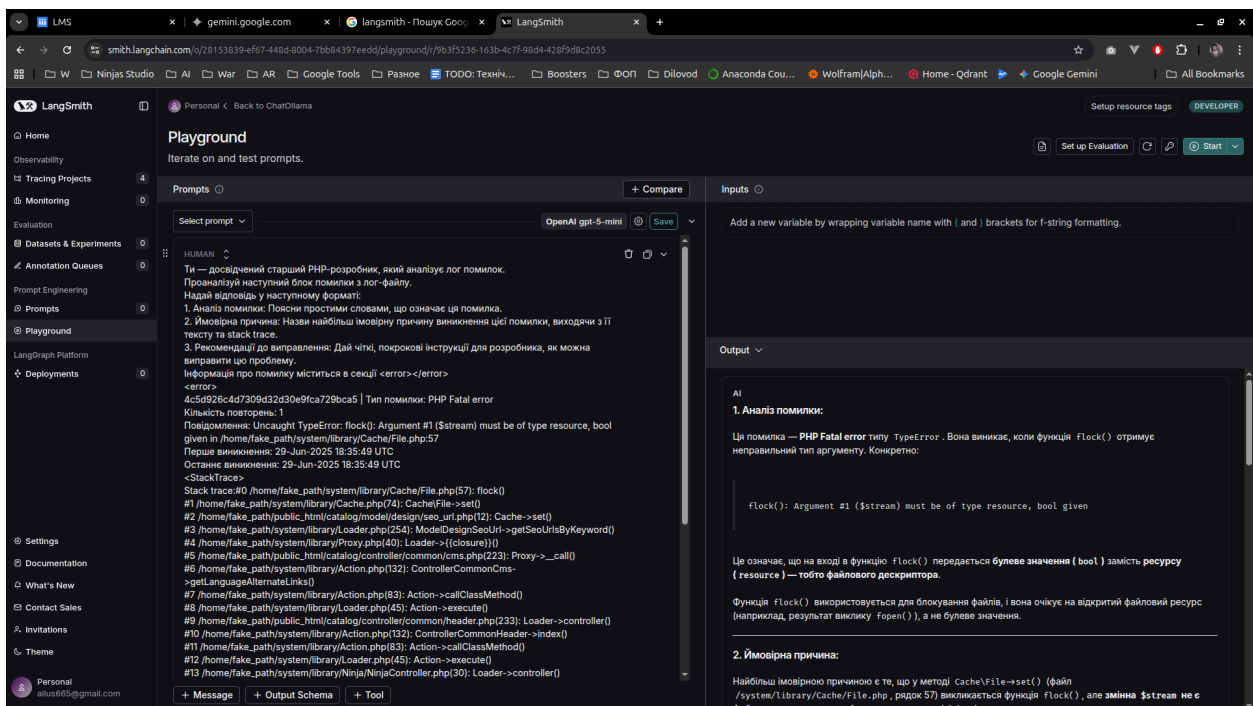 LMS
gemini.google.com
langsmith - Пошук Goog
LangSmith
smith.langchain.com/o/28153839-ef67-448d-8004-7bb84397eedd/playground/r/9b3f5236-163b-4c7f-98d4-428f9d8c2055
W
Ninjas Studio
AI
War
AR
Google Tools
Разное
TODO: Техніч...
Boosters
ФОП
Dilovod
Anaconda Cou...
Wolfram|Alph...
Home - Qdrant
Google Gemini
All Bookmarks
LangSmith
Personal < Back to ChatOllama
Setup resource tags
DEVELOPER
Home
Observability
Tracing Projects 4
Monitoring 0
Evaluation
Datasets & Experiments 0
Annotation Queues 0
Prompt Engineering
Prompts 0
Playground
LangGraph Platform
Deployments 0
Settings
Documentation
What's New
Contact Sales
Invitations
Theme
Personal
alius665@gmail.com
Playground
Iterate on and test prompts.
Set up Evaluation
Start
Prompts
+ Compare
Select prompt
OpenAI gpt-5-mini
Save
HUMAN
Ти — досвідчений старший PHP-розробник, який аналізує лог помилок.
Проаналізуй наступний блок помилки з лог-файлу.
Надай відповідь у наступному форматі:
1. Аналіз помилки: Поясни простими словами, що означає ця помилка.
2. Ймовірна причина: Назви найбільш імовірну причину виникнення цієї помилки, виходячи з її
тексту та stack trace.
3. Рекомендації до виправлення: Дай чіткі, покрокові інструкції для розробника, як можна
виправити цю проблему.
Інформація про помилку міститься в секції <error></error>
<error>
4c5d926c4d7309d32d30e9fca729bca5 | Тип помилки: PHP Fatal error
Кількість повторень: 1
Повідомлення: Uncaught TypeError: flock(): Argument #1 ($stream) must be of type resource, bool
given in /home/fake_path/system/library/Cache/File.php:57
Перше виникнення: 29-Jun-2025 18:35:49 UTC
Останнє виникнення: 29-Jun-2025 18:35:49 UTC
<StackTrace>
Stack trace:#0 /home/fake_path/system/library/Cache/File.php(57): flock()
#1 /home/fake_path/system/library/Cache.php(74): Cache\File->set()
#2 /home/fake_path/public_html/catalog/model/design/seo_url.php(12): Cache->set()
#3 /home/fake_path/system/library/Loader.php(254): ModelDesignSeoUrl->getSeoUrlsByKeyword()
#4 /home/fake_path/system/library/Proxy.php(40): Loader->{{closure}}()
#5 /home/fake_path/public_html/catalog/controller/common/cms.php(223): Proxy->__call()
#6 /home/fake_path/system/library/Action.php(132): ControllerCommonCms-
>getLanguageAlternateLinks()
#7 /home/fake_path/system/library/Action.php(83): Action->callClassMethod()
#8 /home/fake_path/system/library/Loader.php(45): Action->execute()
#9 /home/fake_path/public_html/catalog/controller/common/header.php(233): Loader->controller()
#10 /home/fake_path/system/library/Action.php(132): ControllerCommonHeader->index()
#11 /home/fake_path/system/library/Action.php(83): Action->callClassMethod()
#12 /home/fake_path/system/library/Loader.php(45): Action->execute()
#13 /home/fake_path/system/library/Ninja/NinjaController.php(30): Loader->controller()
+ Message
+ Output Schema
+ Tool
Inputs
Add a new variable by wrapping variable name with { and } brackets for f-string formatting.
Output
AI
1. Аналіз помилки:
Ця помилка — PHP Fatal error типу TypeError. Вона виникає, коли функція flock() отримує
неправильний тип аргументу. Конкретно:
flock(): Argument #1 ($stream) must be of type resource, bool given
Це означає, що на вході в функцію flock() передається булеве значення ( bool ) замість ресурсу
( resource ) — тобто файлового дескриптора.
Функція flock() використовується для блокування файлів, і вона очікує на відкритий файловий ресурс
(наприклад, результат виклику fopen() ), а не булеве значення.
2. Ймовірна причина:
Найбільш імовірною причиною є те, що у методі Cache\File->set() (файл
/system/library/Cache/File.php , рядок 57) викликається функція flock() , але змінна $stream не є